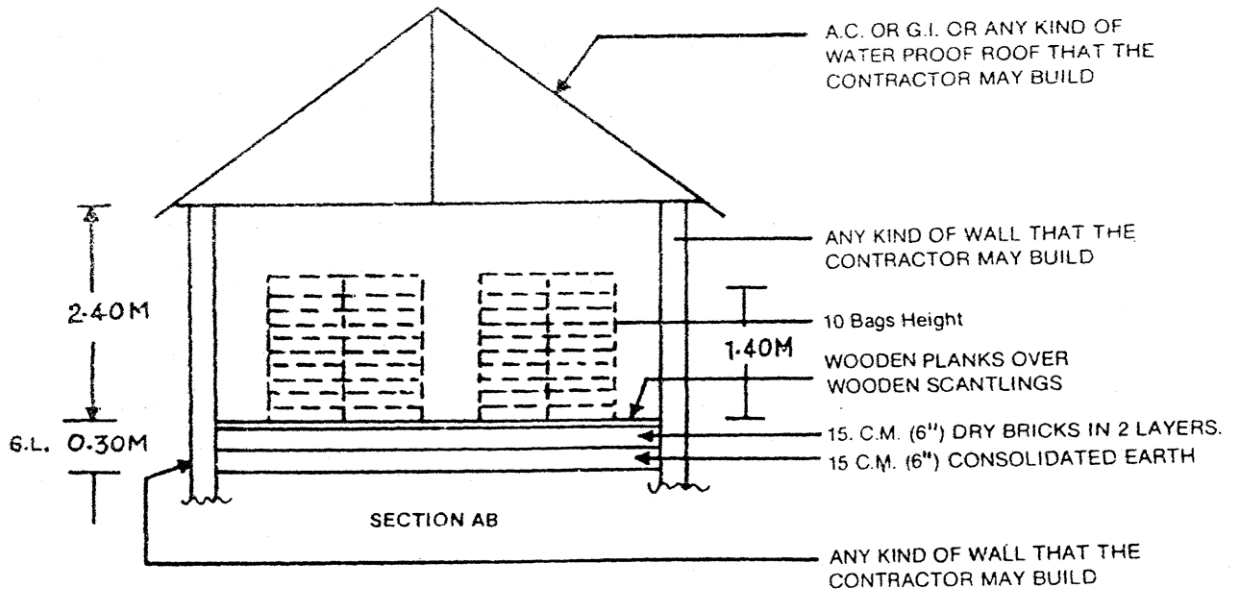 A.C. OR G.I. OR ANY KIND OF
WATER PROOF ROOF THAT THE
CONTRACTOR MAY BUILD
ANY KIND OF WALL THAT THE
CONTRACTOR MAY BUILD
2.40M
10 Bags Height
1.40M
WOODEN PLANKS OVER
WOODEN SCANTLINGS
G.L. 0.30M
15. C.M. (6") DRY BRICKS IN 2 LAYERS.
15 C.M. (6") CONSOLIDATED EARTH
SECTION AB
ANY KIND OF WALL THAT THE
CONTRACTOR MAY BUILD